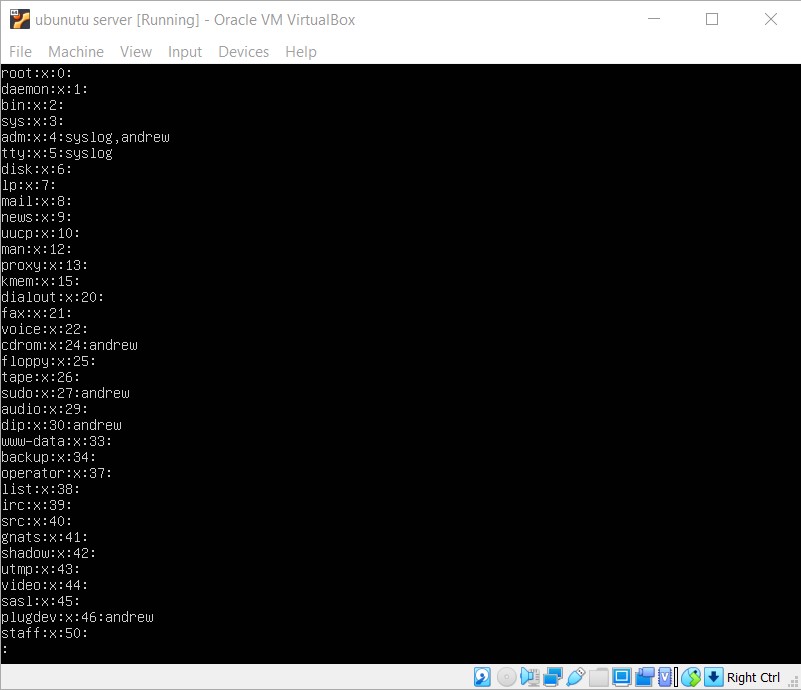 ubunutu server [Running] - Oracle VM VirtualBox
File Machine View Input Devices Help
root:x:0:
daemon:x:1:
bin:x:2:
sys:x:3:
adm:x:4:syslog,andrew
tty:x:5:syslog
disk:x:6:
lp:x:7:
mail:x:8:
news:x:9:
uucp:x:10:
man:x:12:
proxy:x:13:
kmem:x:15:
dialout:x:20:
fax:x:21:
voice:x:22:
cdrom:x:24:andrew
floppy:x:25:
tape:x:26:
sudo:x:27:andrew
audio:x:29:
dip:x:30:andrew
www-data:x:33:
backup:x:34:
operator:x:37:
list:x:38:
irc:x:39:
src:x:40:
gnats:x:41:
shadow:x:42:
utmp:x:43:
video:x:44:
sasl:x:45:
plugdev:x:46:andrew
staff:x:50:
:
Right Ctrl